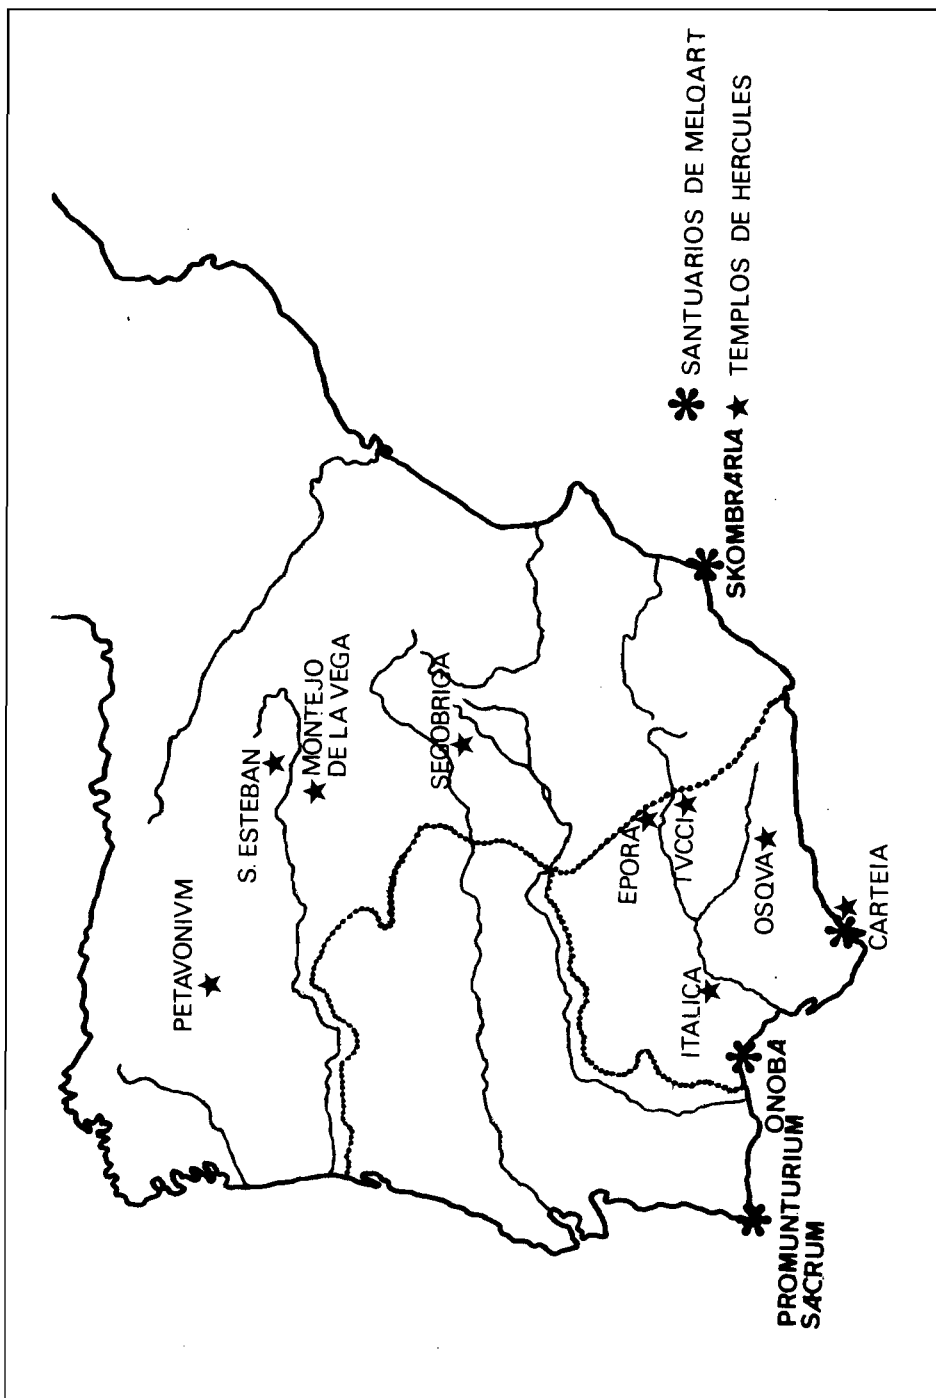 PETAVONIVM
S. ESTEBAN
MONTEJO
DE LA VEGA
SEGOBRIGA
EPORA
TVCCI
ITALICA
OSQVA
CARTEIA
ONOBA
PROMUNTURIUM
SACRUM
SKOMBRARIA
SANTUARIOS DE MELQART
TEMPLOS DE HERCULES